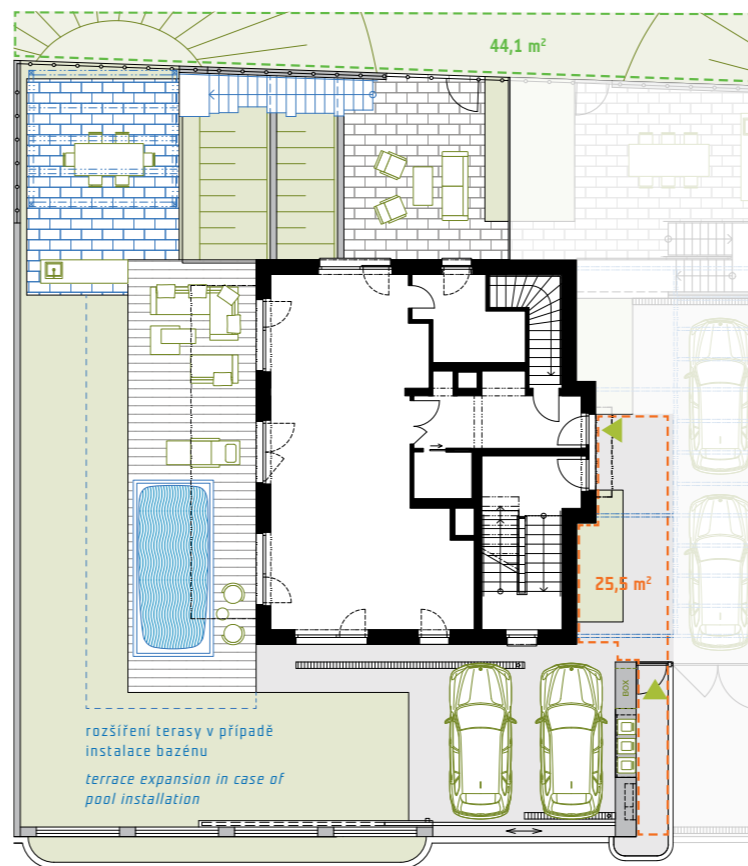 44,1 m²
25,5 m²
BOX
rozšíření terasy v případě
instalace bazénu
terrace expansion in case of
pool installation